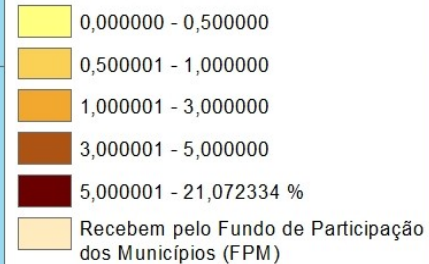 0,000000 - 0,500000
0,500001 - 1,000000
1,000001 - 3,000000
3,000001 - 5,000000
5,000001 - 21,072334 %
Recebem pelo Fundo de Participação
dos Municípios (FPM)